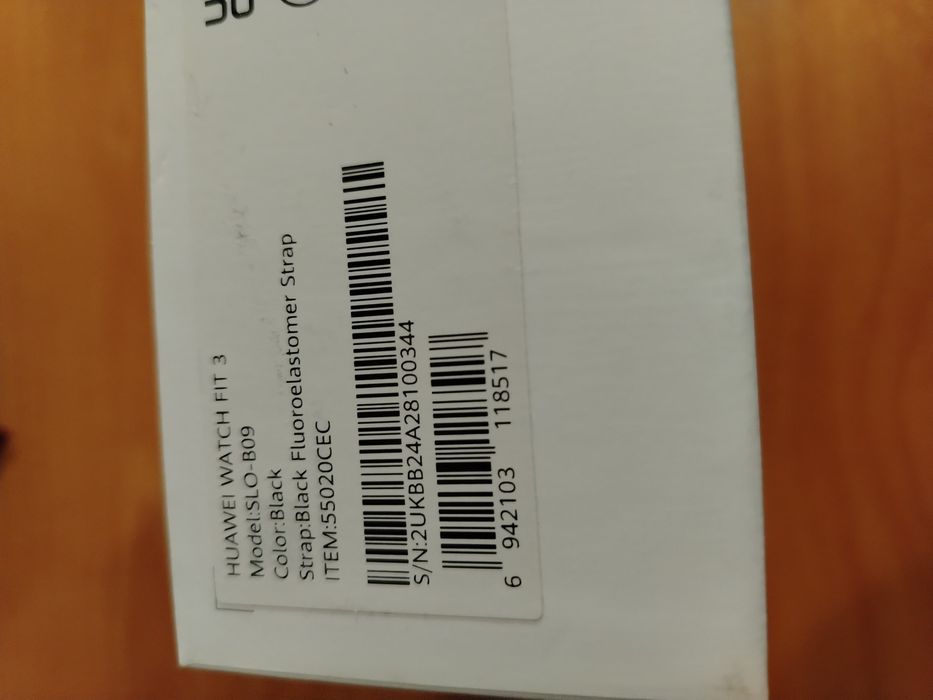 HUAWEI WATCH FIT 3
Model:SLO-B09
Color:Black
Strap:Black Fluoroelastomer Strap
ITEM:55020CEC
S/N:2UKBB24A28100344
6 942103 118517